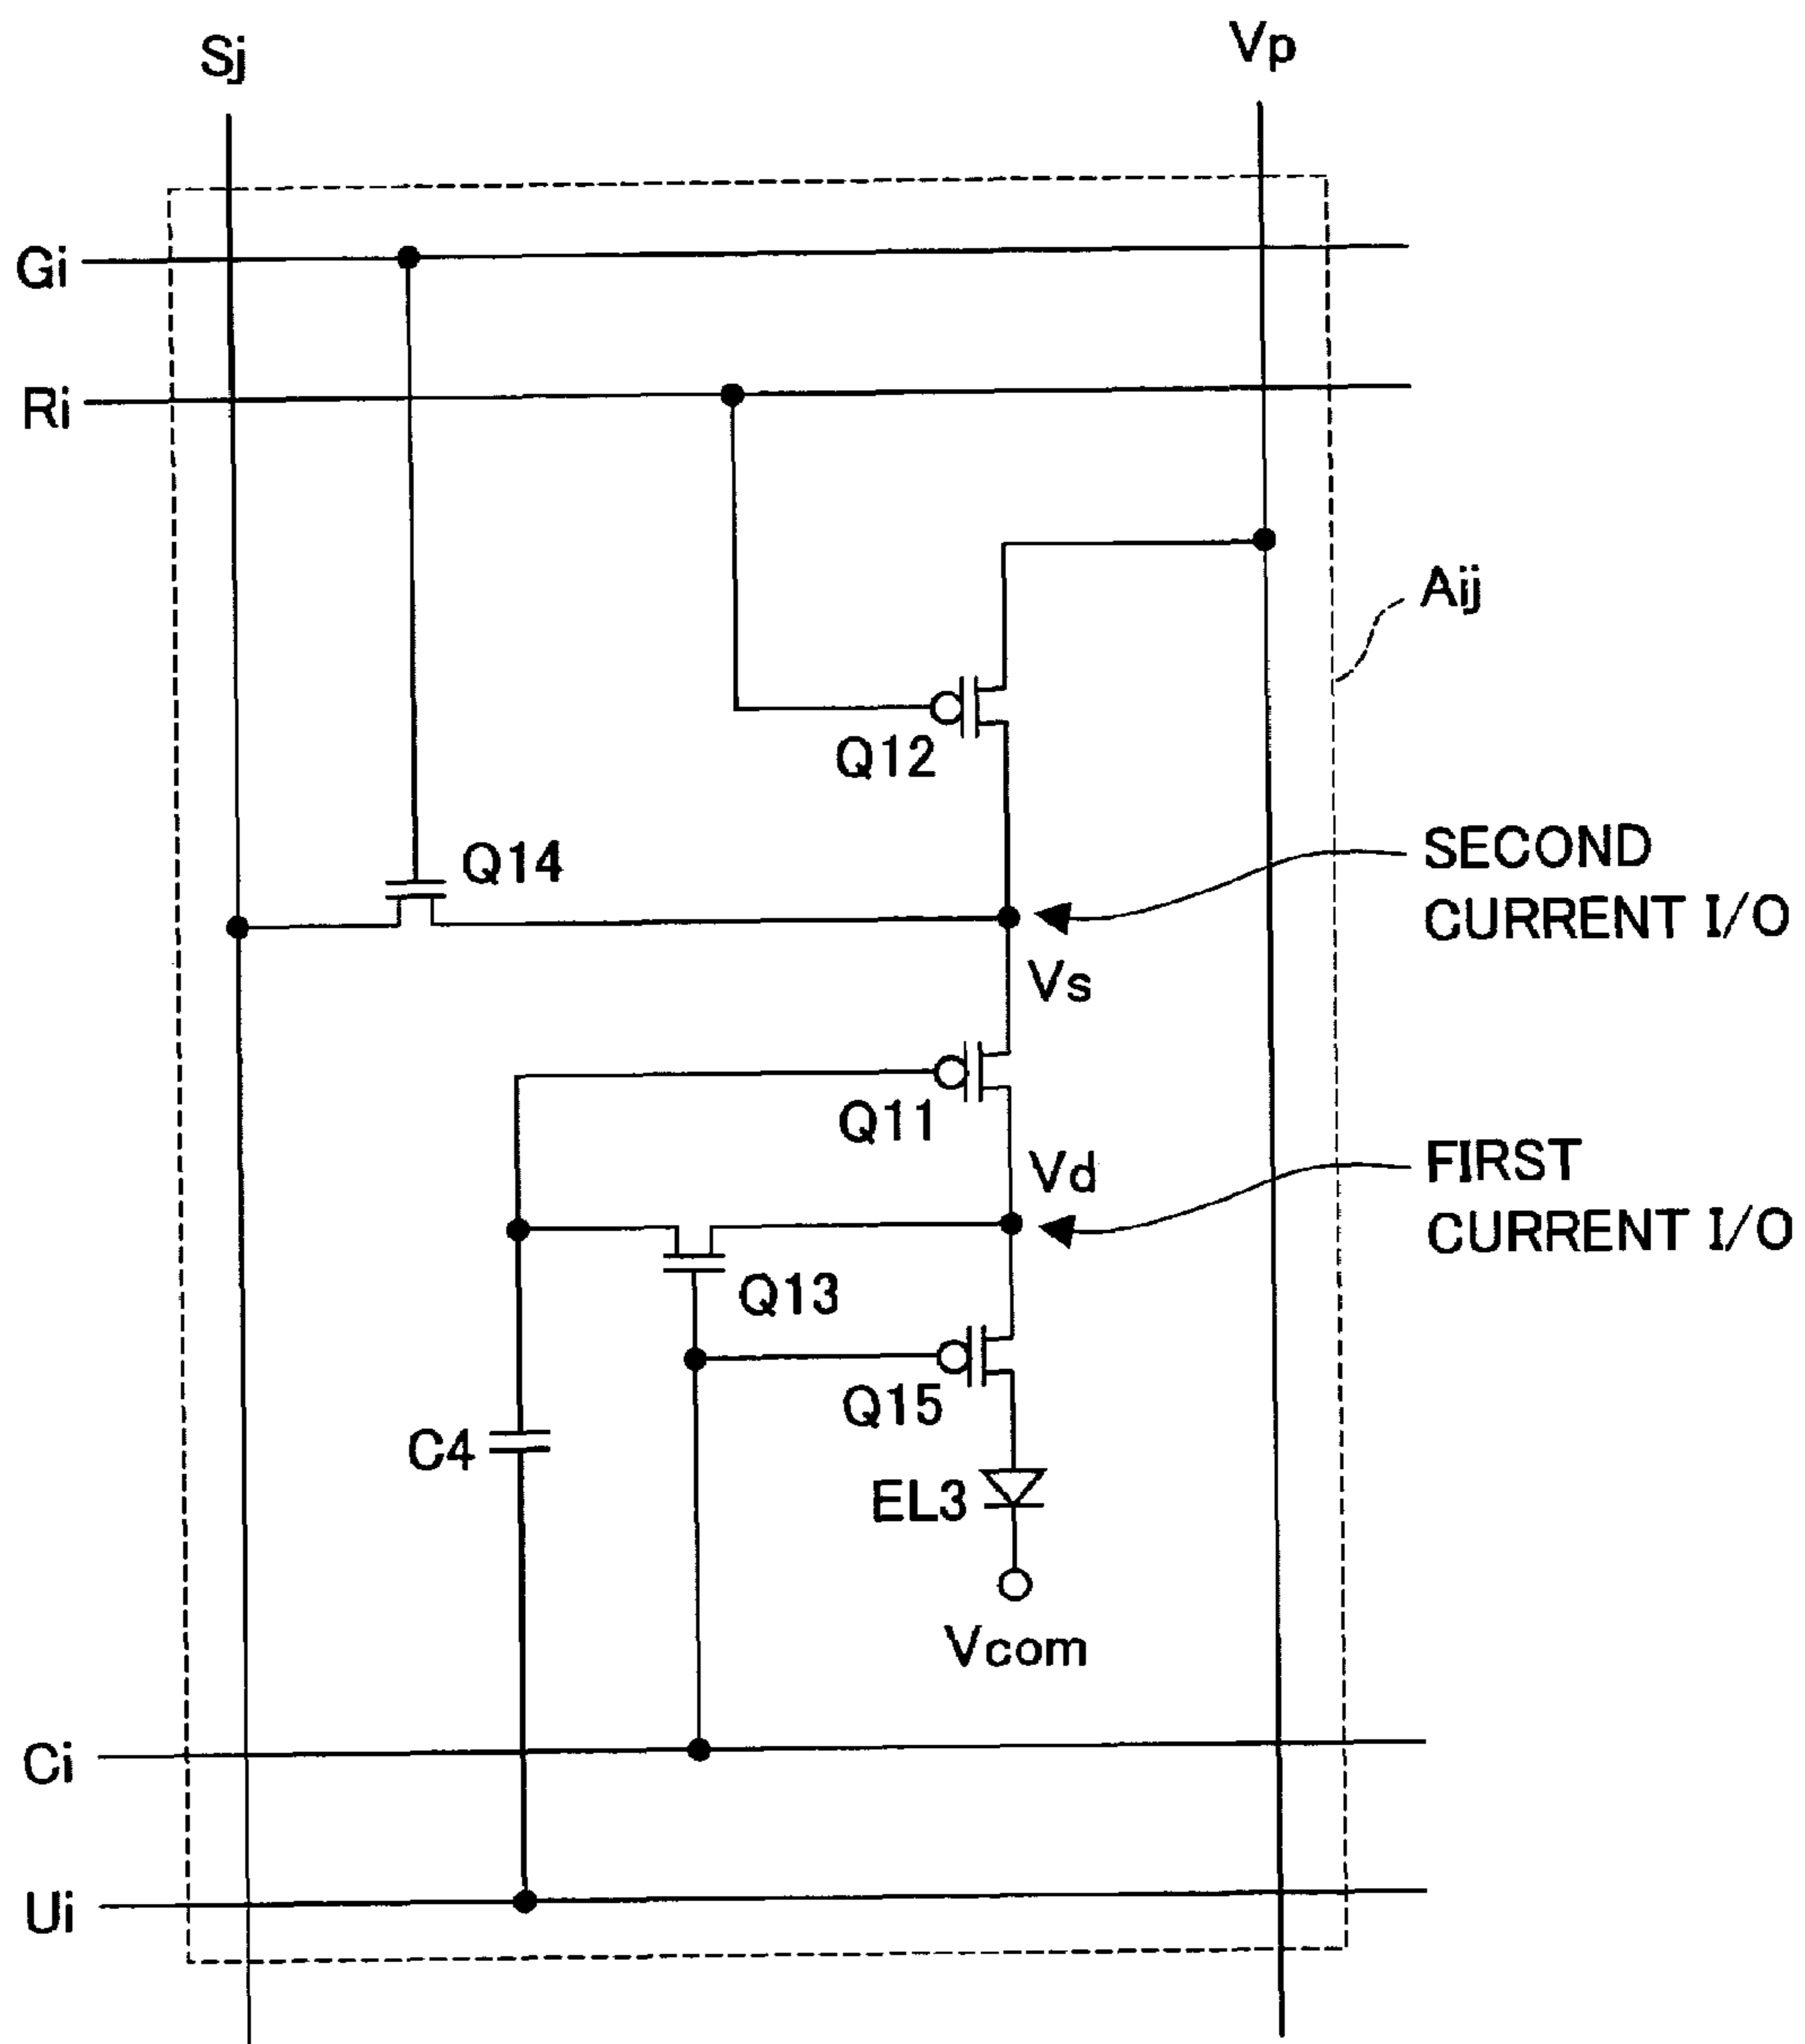 Sj
Vp
Gi
Ri
Aij
Q12
Q14
SECOND
CURRENT I/O
Vs
Q11
Vd
FIRST
CURRENT I/O
Q13
Q15
C4
EL3
Vcom
Ci
Ui